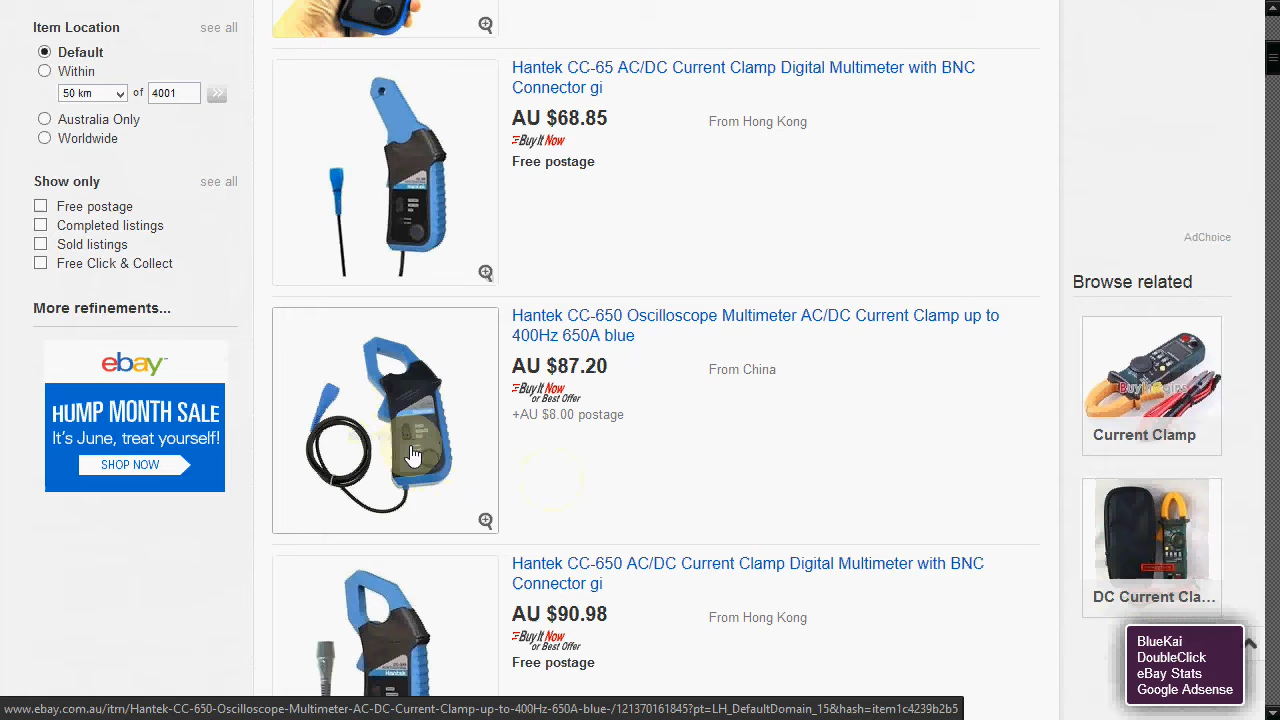 Item Location see all
Default
Within
50 km of 4001 >>
Australia Only
Worldwide
Show only see all
Free postage
Completed listings
Sold listings
Free Click & Collect
More refinements...
ebay
HUMP MONTH SALE
It's June, treat yourself!
SHOP NOW
Hantek CC-65 AC/DC Current Clamp Digital Multimeter with BNC
Connector gi
AU $68.85 From Hong Kong
Buy It Now
Free postage
Hantek CC-650 Oscilloscope Multimeter AC/DC Current Clamp up to
400Hz 650A blue
AU $87.20 From China
Buy It Now
or Best Offer
+AU $8.00 postage
Hantek CC-650 AC/DC Current Clamp Digital Multimeter with BNC
Connector gi
AU $90.98 From Hong Kong
Buy It Now
or Best Offer
Free postage
Hantek
AdChoice
Browse related
Current Clamp
DC Current Cla...
BlueKai
DoubleClick
eBay Stats
Google Adsense
www.ebay.com.au/itm/Hantek-CC-650-Oscilloscope-Multimeter-AC-DC-Current-Clamp-up-to-400Hz-650A-blue-/121370161845?pt=LH_DefaultDomain_15&hash=item1c4239b2b5